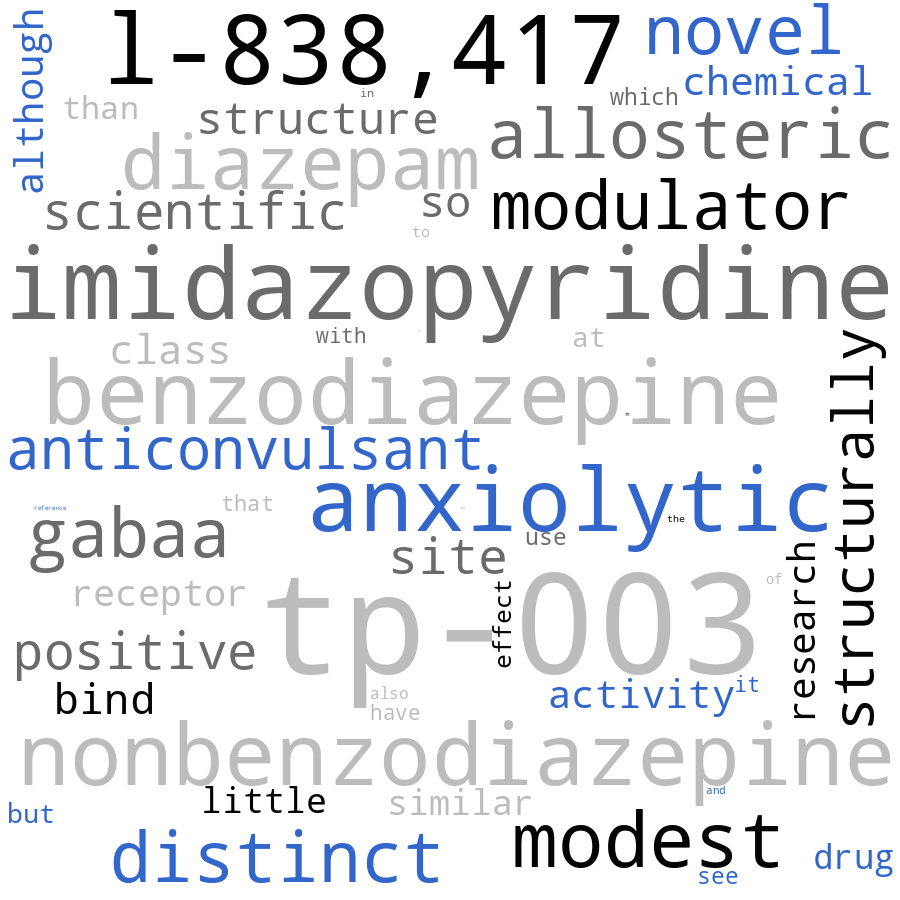 although
l-838,417
novel
chemical
than
in
which
structure
allosteric
diazepam
scientific
so
modulator
to
imidazopyridine
with
at
class
structurally
benzodiazepine
anticonvulsant
anxiolytic
reference
that
the
gabaa
site
use
receptor
tp-003
of
effect
research
positive
bind
also
have
activity
it
nonbenzodiazepine
little
similar
and
but
distinct
modest
drug
see